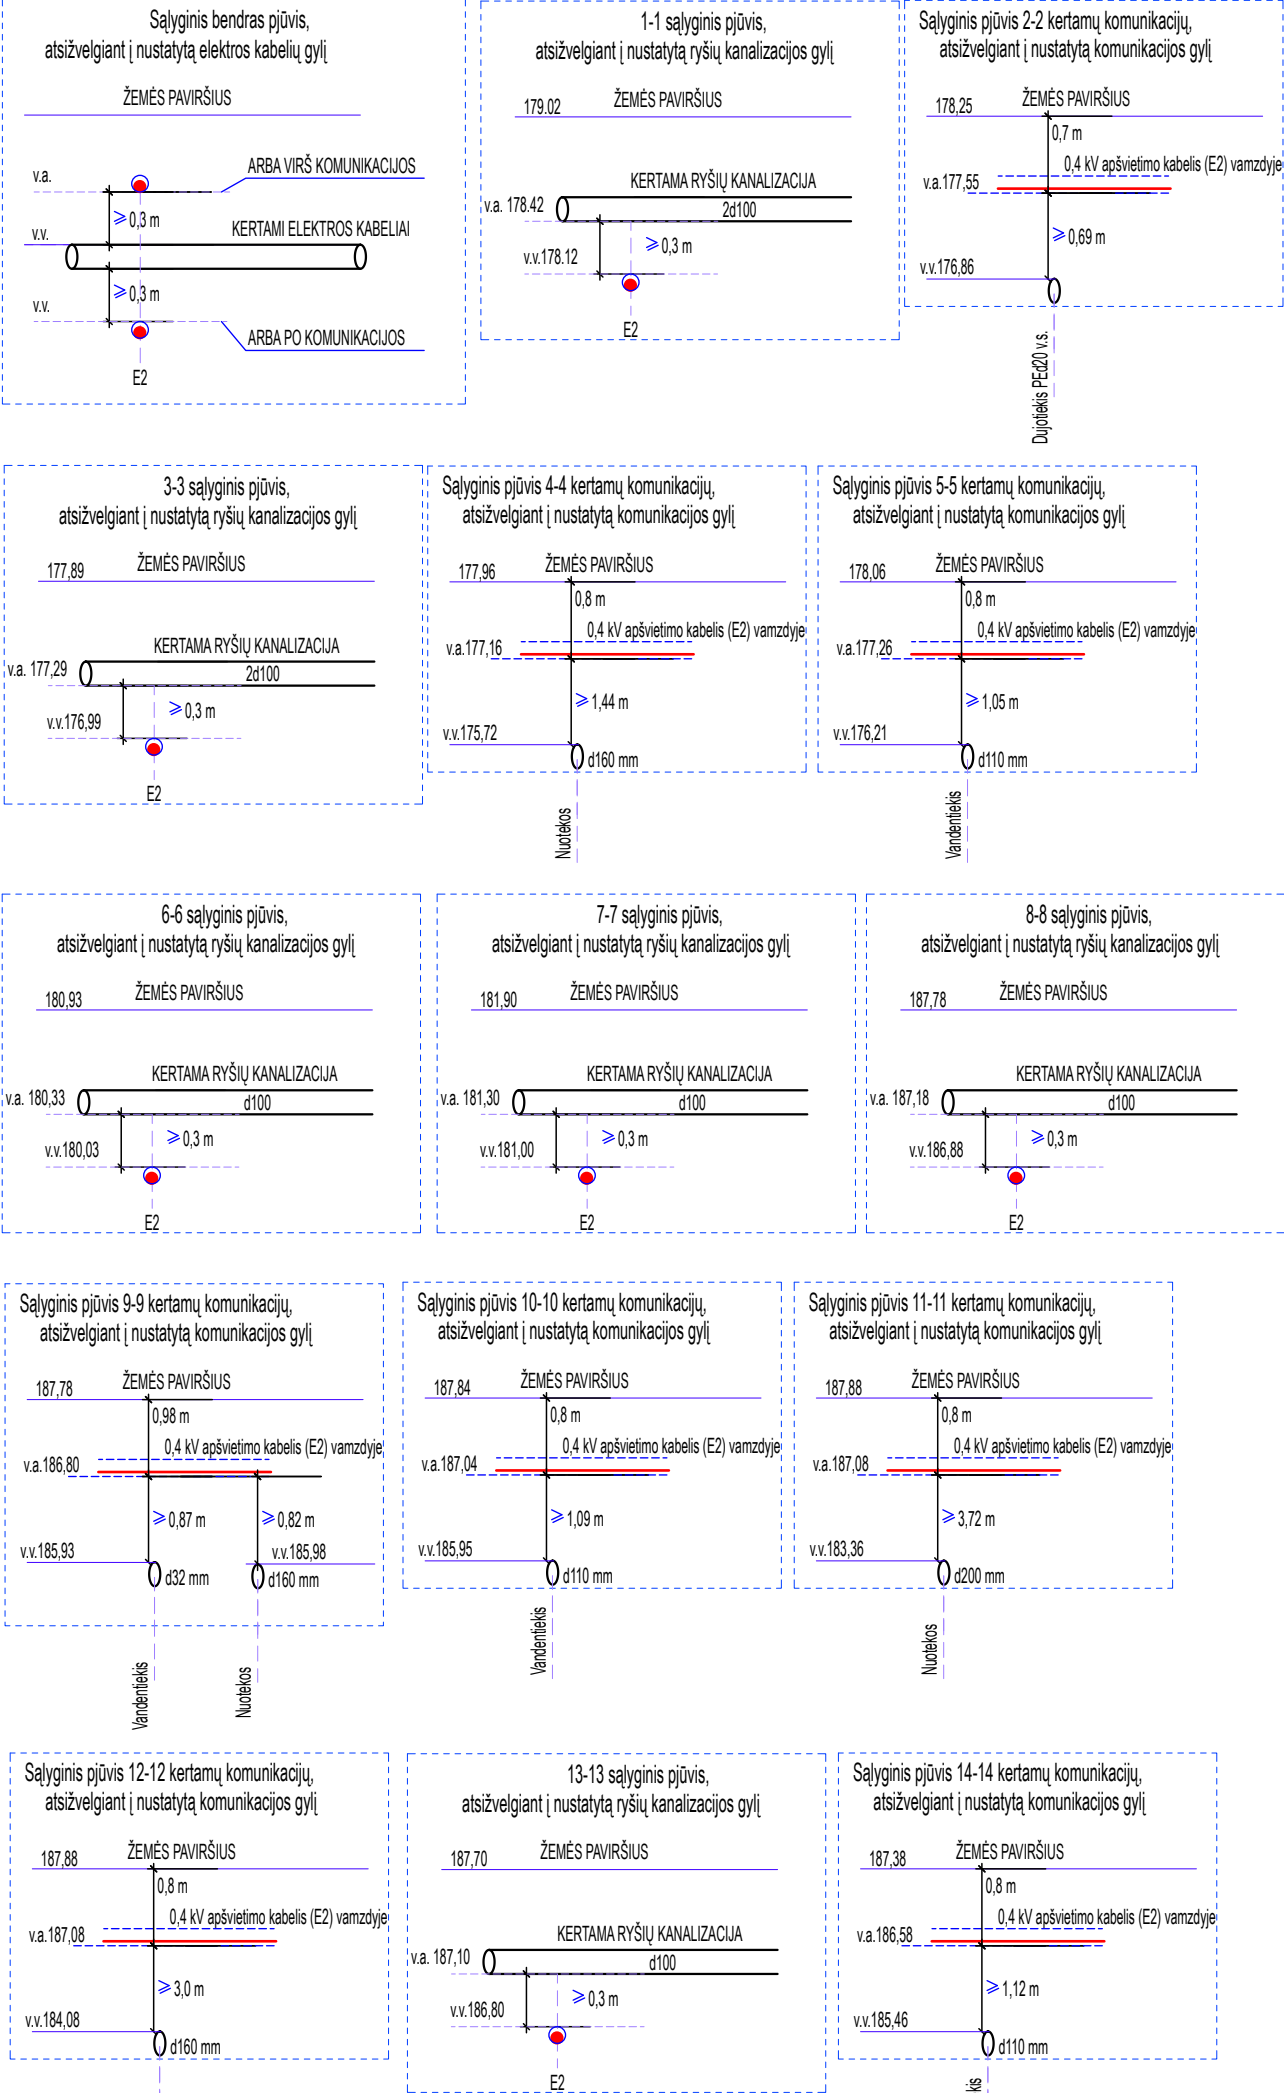 Sąlyginis bendras pjūvis,
atsižvelgiant į nustatytą elektros kabelių gylį
ŽEMĖS PAVIRŠIUS
v.a.
ARBA VIRŠ KOMUNIKACIJOS
⩾ 0,3 m
v.v.
KERTAMI ELEKTROS KABELIAI
⩾ 0,3 m
v.v.
ARBA PO KOMUNIKACIJOS
E2
1-1 sąlyginis pjūvis,
atsižvelgiant į nustatytą ryšių kanalizacijos gylį
179.02
ŽEMĖS PAVIRŠIUS
KERTAMA RYŠIŲ KANALIZACIJA
v.a. 178.42
2d100
⩾ 0,3 m
v.v.178.12
E2
Sąlyginis pjūvis 2-2 kertamų komunikacijų,
atsižvelgiant į nustatytą komunikacijos gylį
178,25
ŽEMĖS PAVIRŠIUS
0,7 m
0,4 kV apšvietimo kabelis (E2) vamzdyje
v.a.177,55
⩾ 0,69 m
v.v.176,86
Dujotiekis PEd20 v.s.
3-3 sąlyginis pjūvis,
atsižvelgiant į nustatytą ryšių kanalizacijos gylį
177,89
ŽEMĖS PAVIRŠIUS
KERTAMA RYŠIŲ KANALIZACIJA
v.a. 177,29
2d100
⩾ 0,3 m
v.v.176,99
E2
Sąlyginis pjūvis 4-4 kertamų komunikacijų,
atsižvelgiant į nustatytą komunikacijos gylį
177,96
ŽEMĖS PAVIRŠIUS
0,8 m
0,4 kV apšvietimo kabelis (E2) vamzdyje
v.a.177,16
⩾ 1,44 m
v.v.175,72
d160 mm
Nuotekos
Sąlyginis pjūvis 5-5 kertamų komunikacijų,
atsižvelgiant į nustatytą komunikacijos gylį
178,06
ŽEMĖS PAVIRŠIUS
0,8 m
0,4 kV apšvietimo kabelis (E2) vamzdyje
v.a.177,26
⩾ 1,05 m
v.v.176,21
d110 mm
Vandentiekis
6-6 sąlyginis pjūvis,
atsižvelgiant į nustatytą ryšių kanalizacijos gylį
180,93
ŽEMĖS PAVIRŠIUS
KERTAMA RYŠIŲ KANALIZACIJA
v.a. 180,33
d100
⩾ 0,3 m
v.v.180,03
E2
7-7 sąlyginis pjūvis,
atsižvelgiant į nustatytą ryšių kanalizacijos gylį
181,90
ŽEMĖS PAVIRŠIUS
KERTAMA RYŠIŲ KANALIZACIJA
v.a. 181,30
d100
⩾ 0,3 m
v.v.181,00
E2
8-8 sąlyginis pjūvis,
atsižvelgiant į nustatytą ryšių kanalizacijos gylį
187,78
ŽEMĖS PAVIRŠIUS
KERTAMA RYŠIŲ KANALIZACIJA
v.a. 187,18
d100
⩾ 0,3 m
v.v.186,88
E2
Sąlyginis pjūvis 9-9 kertamų komunikacijų,
atsižvelgiant į nustatytą komunikacijos gylį
187,78
ŽEMĖS PAVIRŠIUS
0,98 m
0,4 kV apšvietimo kabelis (E2) vamzdyje
v.a.186,80
⩾ 0,87 m
⩾ 0,82 m
v.v.185,93
v.v.185,98
d32 mm
d160 mm
Vandentiekis
Nuotekos
Sąlyginis pjūvis 10-10 kertamų komunikacijų,
atsižvelgiant į nustatytą komunikacijos gylį
187,84
ŽEMĖS PAVIRŠIUS
0,8 m
0,4 kV apšvietimo kabelis (E2) vamzdyje
v.a.187,04
⩾ 1,09 m
v.v.185,95
d110 mm
Vandentiekis
Sąlyginis pjūvis 11-11 kertamų komunikacijų,
atsižvelgiant į nustatytą komunikacijos gylį
187,88
ŽEMĖS PAVIRŠIUS
0,8 m
0,4 kV apšvietimo kabelis (E2) vamzdyje
v.a.187,08
⩾ 3,72 m
v.v.183,36
d200 mm
Nuotekos
Sąlyginis pjūvis 12-12 kertamų komunikacijų,
atsižvelgiant į nustatytą komunikacijos gylį
187,88
ŽEMĖS PAVIRŠIUS
0,8 m
0,4 kV apšvietimo kabelis (E2) vamzdyje
v.a.187,08
⩾ 3,0 m
v.v.184,08
d160 mm
13-13 sąlyginis pjūvis,
atsižvelgiant į nustatytą ryšių kanalizacijos gylį
187,70
ŽEMĖS PAVIRŠIUS
KERTAMA RYŠIŲ KANALIZACIJA
v.a. 187,10
d100
⩾ 0,3 m
v.v.186,80
E2
Sąlyginis pjūvis 14-14 kertamų komunikacijų,
atsižvelgiant į nustatytą komunikacijos gylį
187,38
ŽEMĖS PAVIRŠIUS
0,8 m
0,4 kV apšvietimo kabelis (E2) vamzdyje
v.a.186,58
⩾ 1,12 m
v.v.185,46
d110 mm
kis